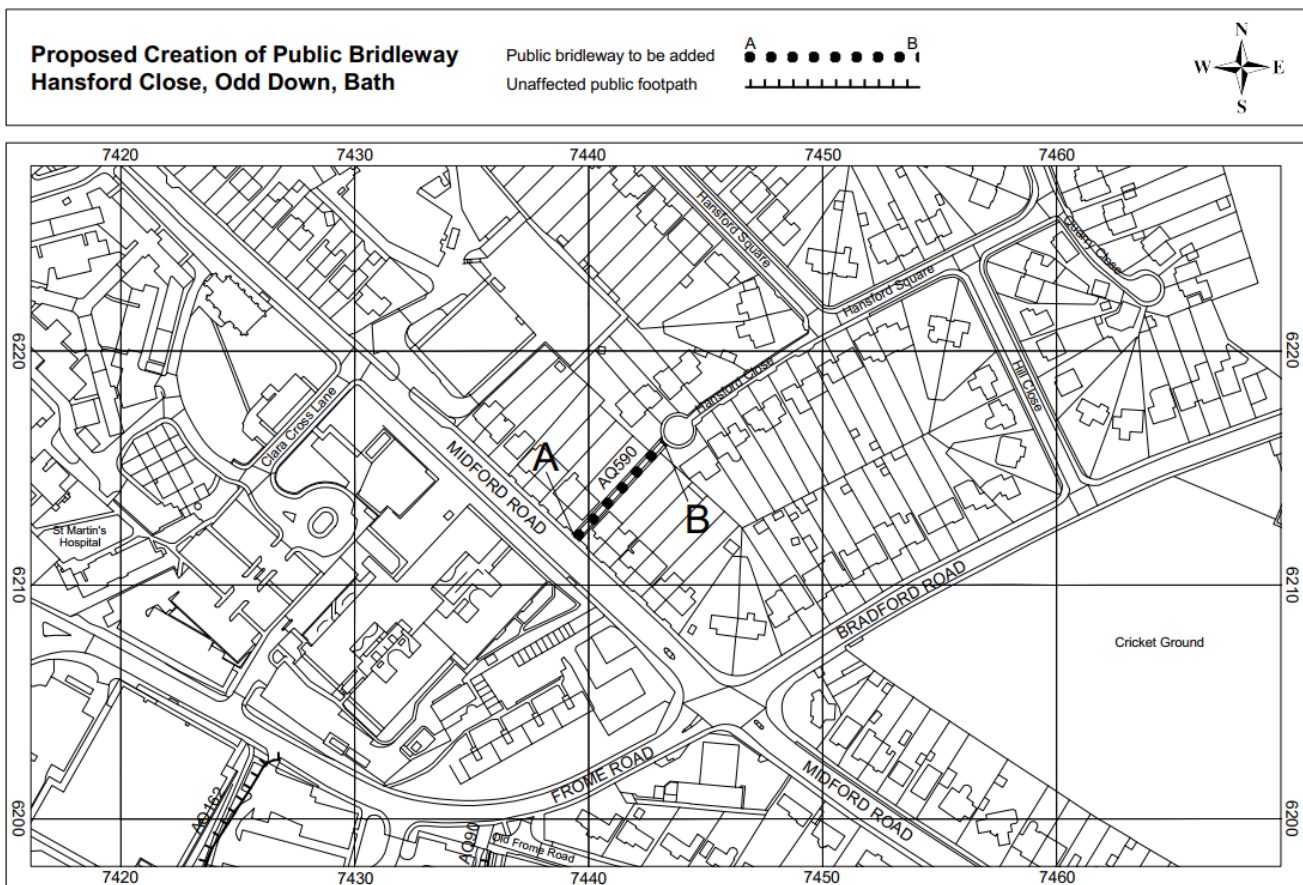 Proposed Creation of Public Bridleway
Hansford Close, Odd Down, Bath
Public bridleway to be added
A
B
Unaffected public footpath
N
W
E
S
7420
7430
7440
7450
7460
Hansford Square
Quarry Close
Hansford Square
6220
6220
Hansford Close
Hill Close
Clara Cross Lane
MIDFORD ROAD
A
AQ590
B
St Martin's
Hospital
6210
6210
BRADFORD ROAD
Cricket Ground
FROME ROAD
MIDFORD ROAD
AQ162
AQ90
Old Frome Road
6200
6200
7420
7430
7440
7450
7460